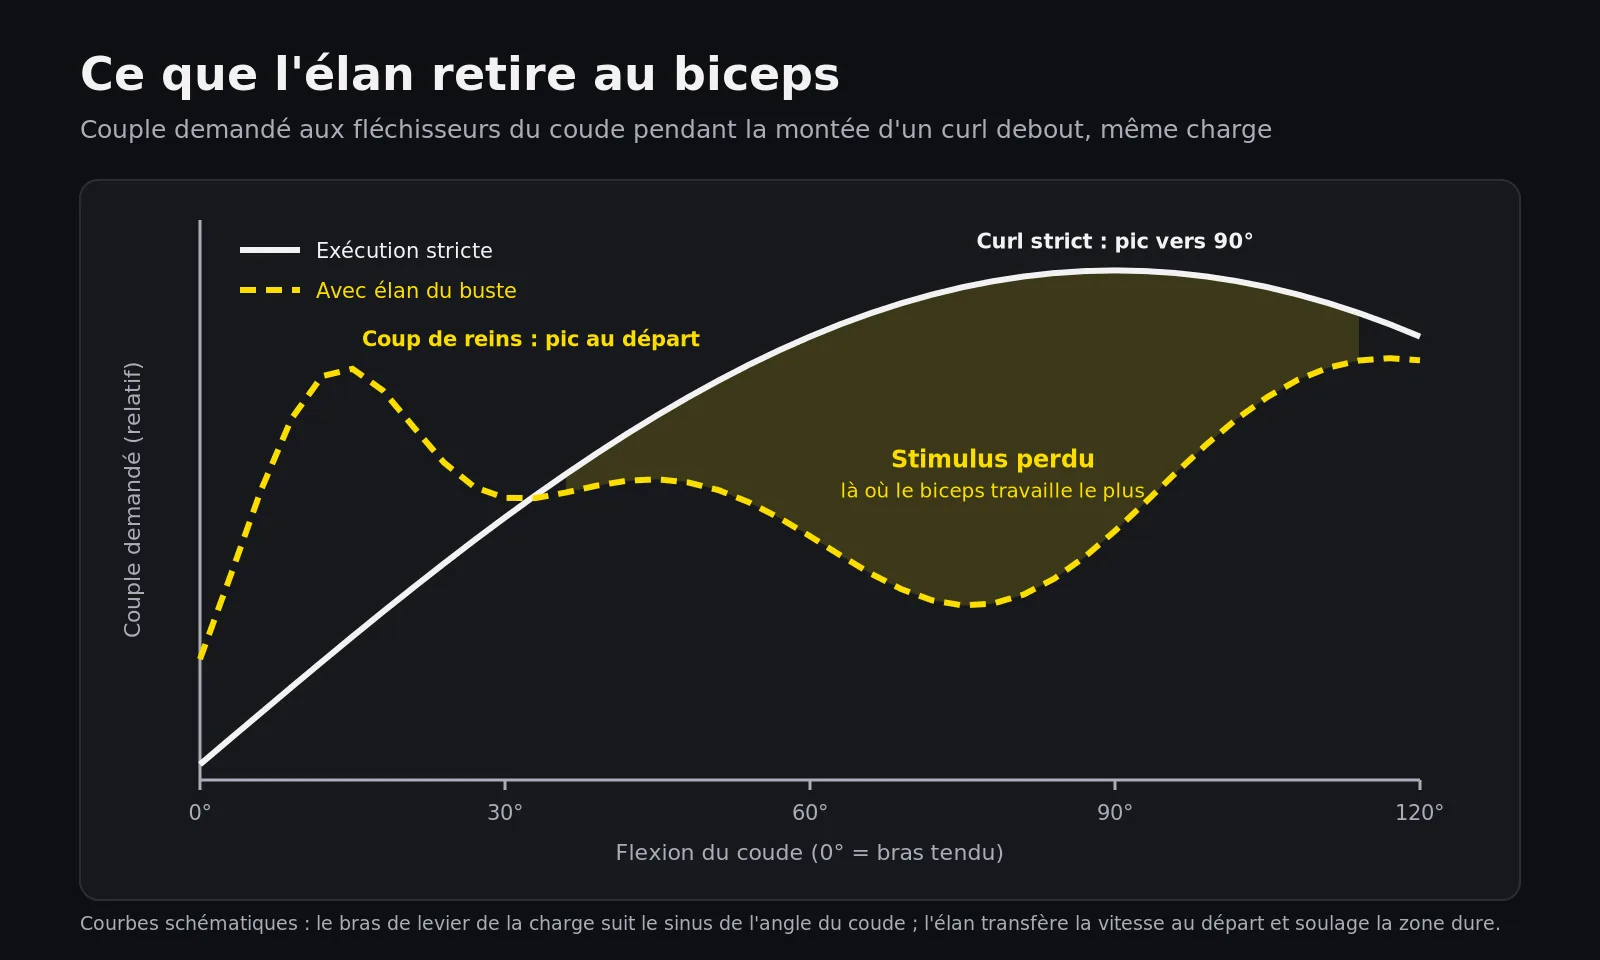 Ce que l'élan retire au biceps
Couple demandé aux fléchisseurs du coude pendant la montée d'un curl debout, même charge
Exécution stricte
Avec élan du buste
Curl strict : pic vers 90°
Coup de reins : pic au départ
Stimulus perdu
là où le biceps travaille le plus
Couple demandé (relatif)
0°
30°
60°
90°
120°
Flexion du coude (0° = bras tendu)
Courbes schématiques : le bras de levier de la charge suit le sinus de l'angle du coude ; l'élan transfère la vitesse au départ et soulage la zone dure.